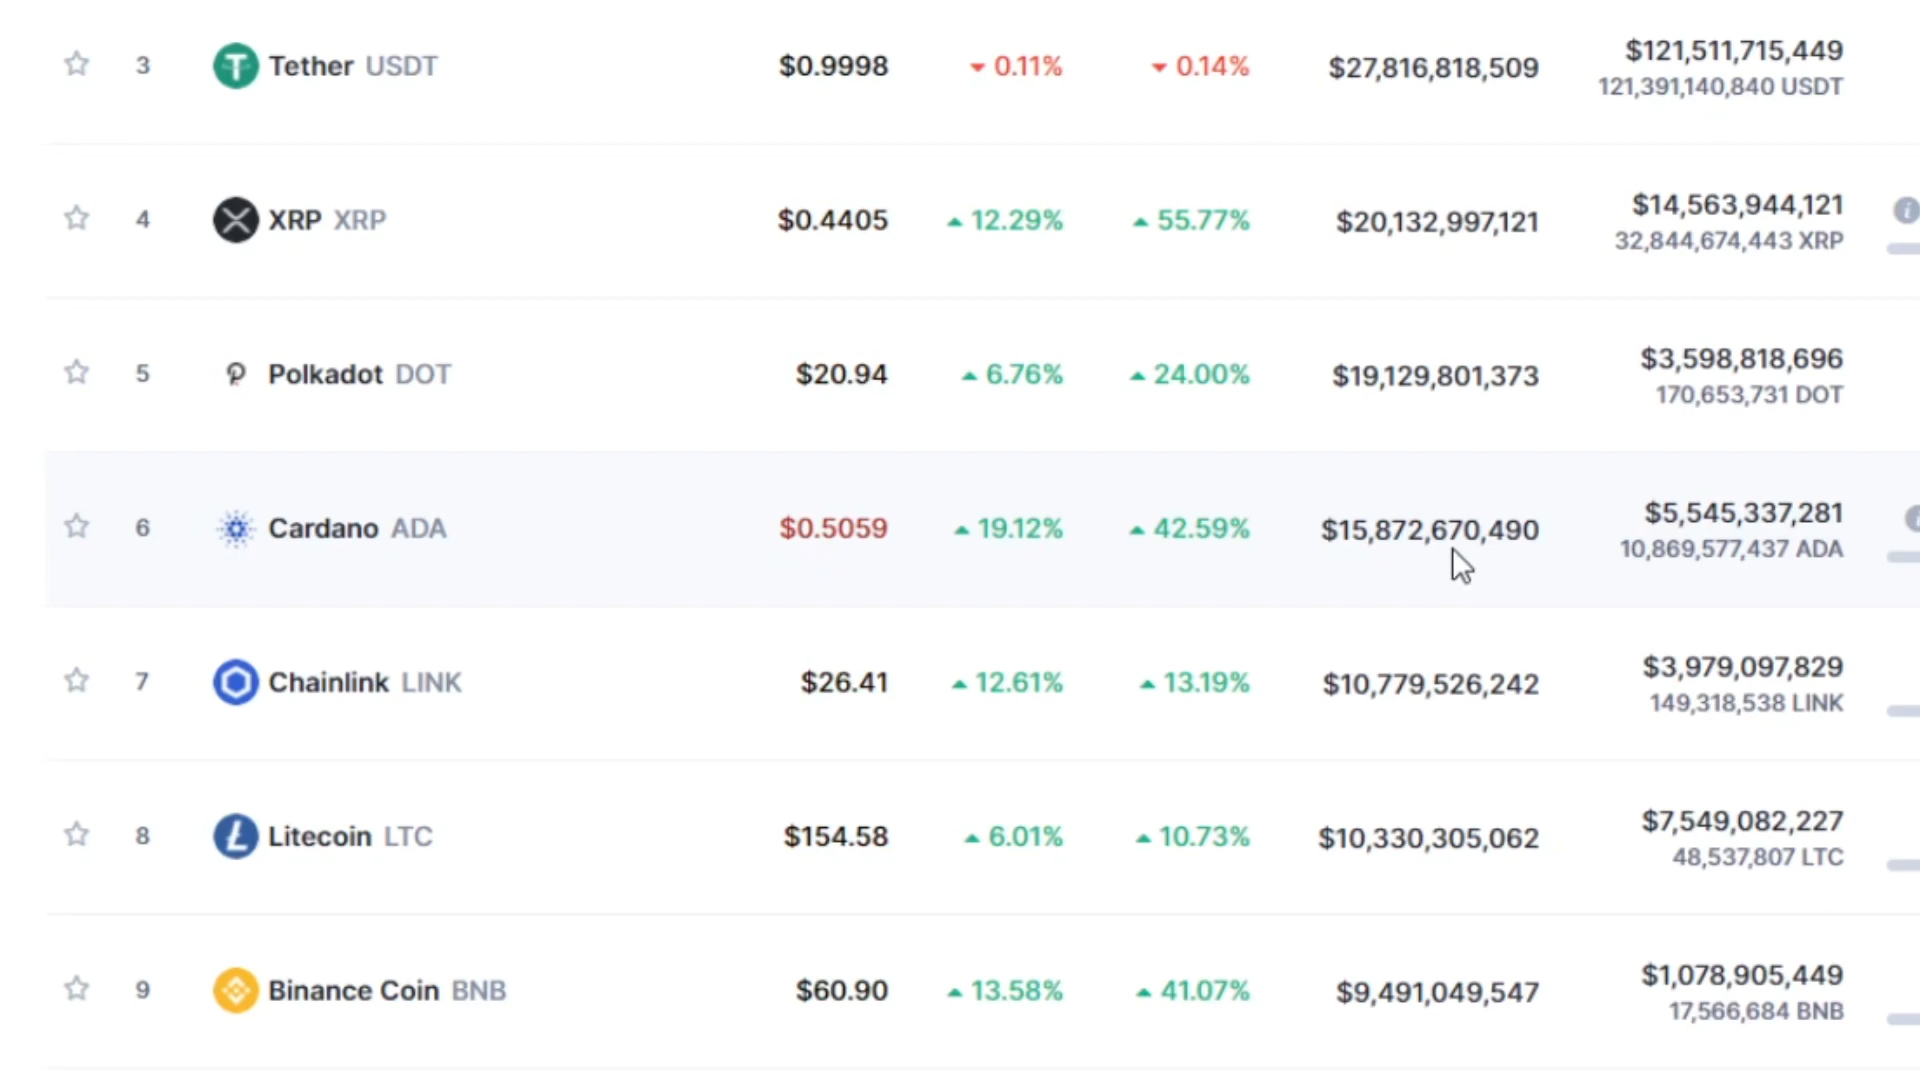 3 Tether USDT $0.9998 0.11% 0.14% $27,816,818,509 $121,511,715,449
121,391,140,840 USDT
4 XRP XRP $0.4405 12.29% 55.77% $20,132,997,121 $14,563,944,121
32,844,674,443 XRP
5 Polkadot DOT $20.94 6.76% 24.00% $19,129,801,373 $3,598,818,696
170,653,731 DOT
6 Cardano ADA $0.5059 19.12% 42.59% $15,872,670,490 $5,545,337,281
10,869,577,437 ADA
7 Chainlink LINK $26.41 12.61% 13.19% $10,779,526,242 $3,979,097,829
149,318,538 LINK
8 Litecoin LTC $154.58 6.01% 10.73% $10,330,305,062 $7,549,082,227
48,537,807 LTC
9 Binance Coin BNB $60.90 13.58% 41.07% $9,491,049,547 $1,078,905,449
17,566,684 BNB